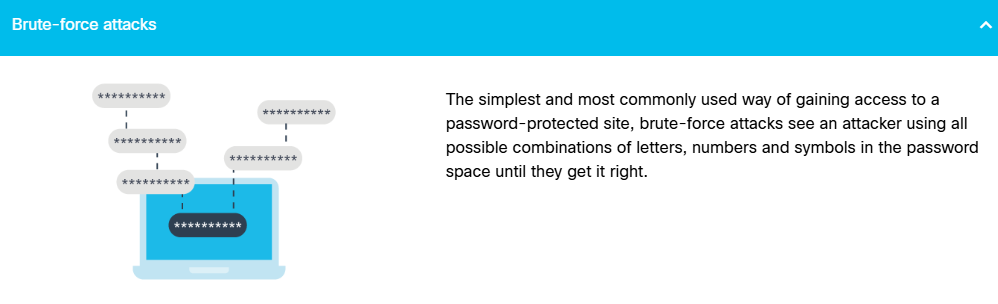 Brute-force attacks
**********
**********
**********
**********
**********
**********
The simplest and most commonly used way of gaining access to a
password-protected site, brute-force attacks see an attacker using all
possible combinations of letters, numbers and symbols in the password
space until they get it right.